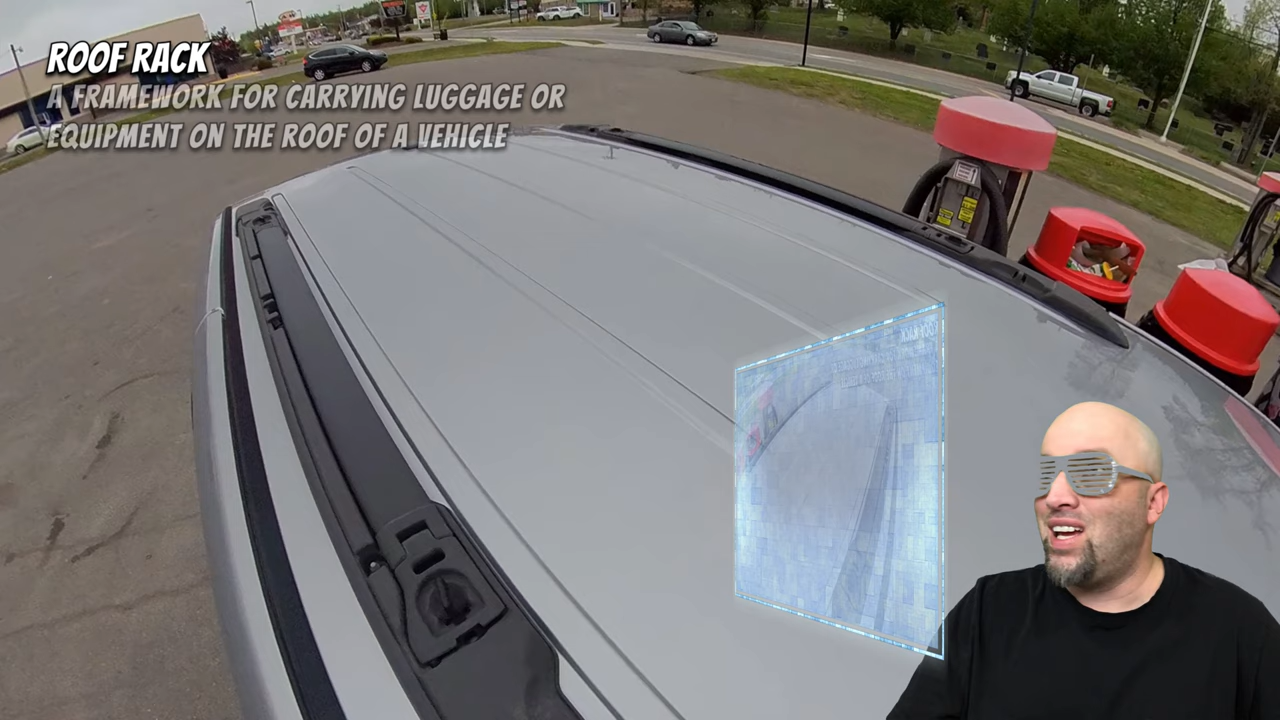 ROOF RACK
A FRAMEWORK FOR CARRYING LUGGAGE OR
EQUIPMENT ON THE ROOF OF A VEHICLE